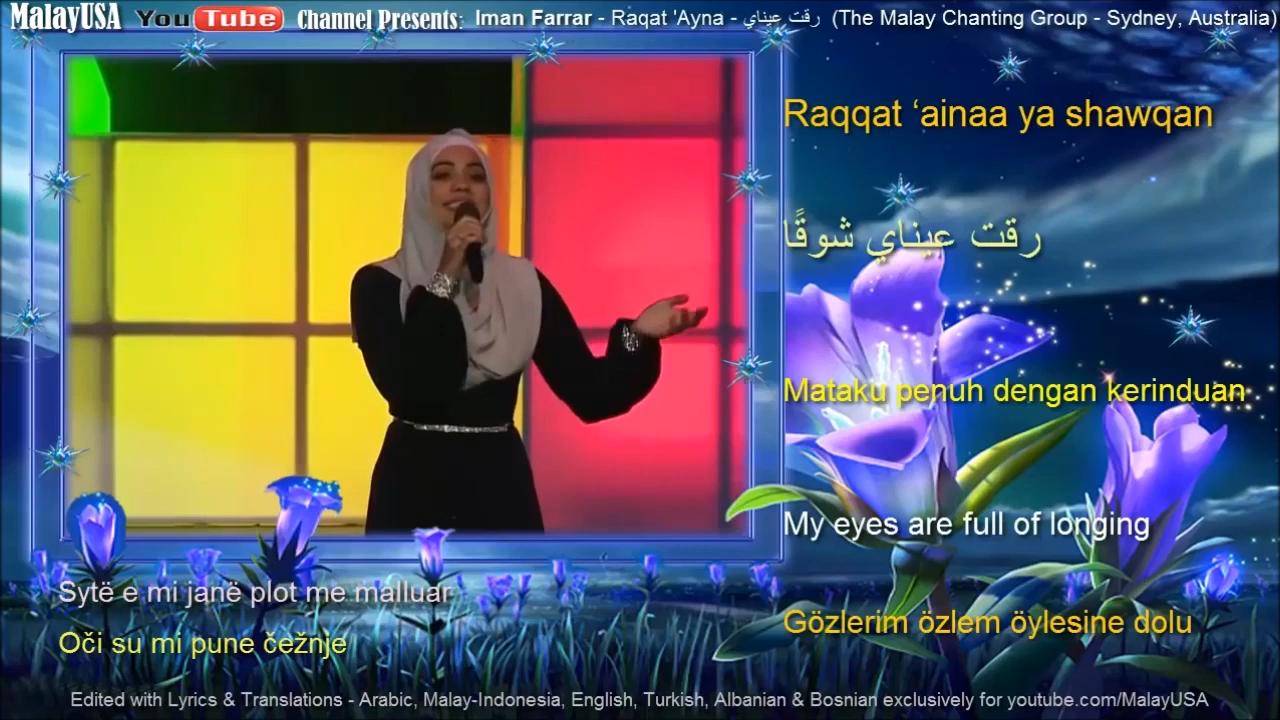 MalayUSA YouTube Channel Presents: Iman Farrar - Raqat 'Ayna - رقت عيناي (The Malay Chanting Group - Sydney, Australia)
Raqqat ‘ainaa ya shawqan
رقت عيناي شوقًا
Mataku penuh dengan kerinduan
My eyes are full of longing
Gözlerim özlem öylesine dolu
Sytë e mi janë plot me malluar
Oči su mi pune čežnje
Edited with Lyrics & Translations - Arabic, Malay-Indonesia, English, Turkish, Albanian & Bosnian exclusively for youtube.com/MalayUSA